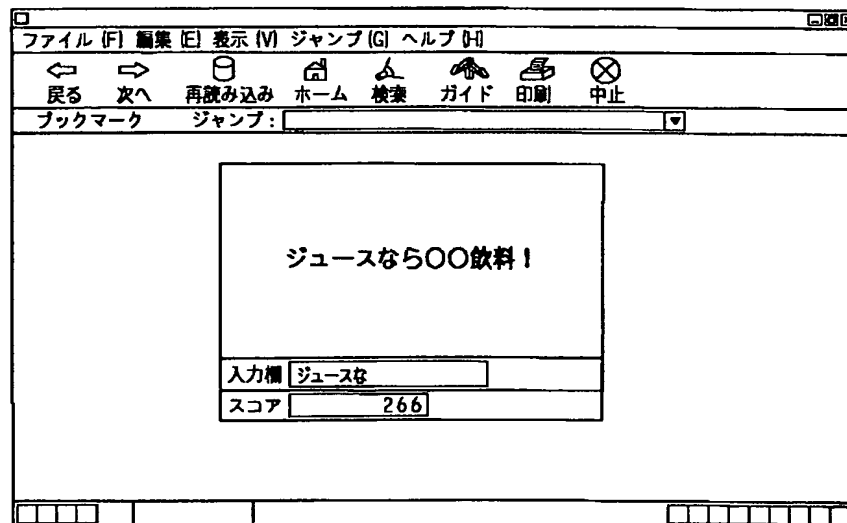 ファイル (F) 編集 (E) 表示 (V) ジャンプ (G) ヘルプ (H)
戻る 次へ 再読み込み ホーム 検索 ガイド 印刷 中止
ブックマーク ジャンプ :
ジュースなら〇〇飲料!
入力欄 ジュースな
スコア 266